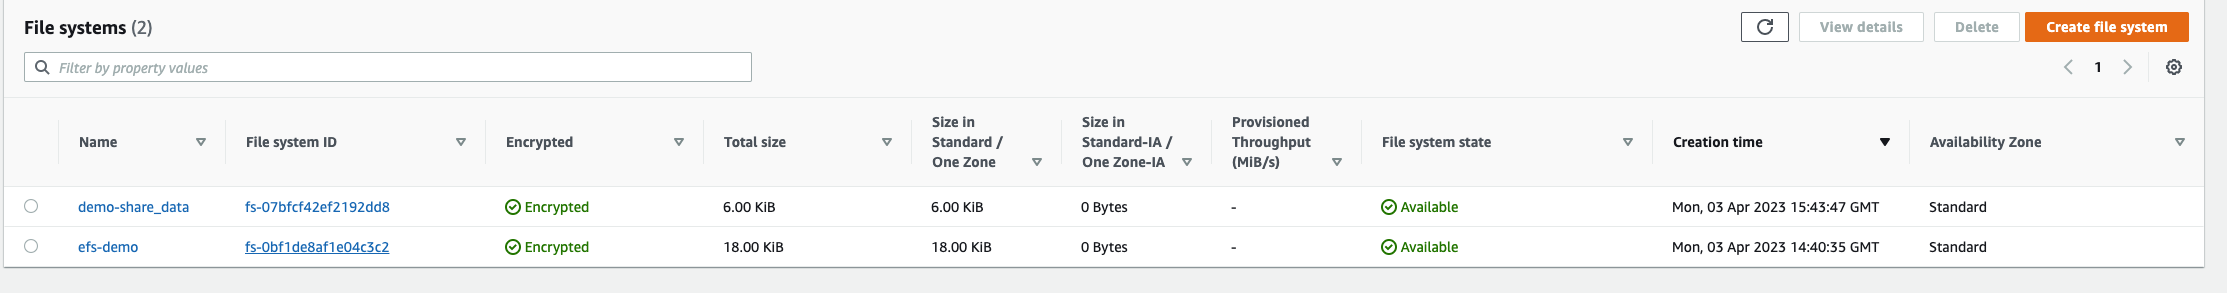 File systems (2)
View details
Delete
Create file system
Filter by property values
1
Name
File system ID
Encrypted
Total size
Size in Standard / One Zone
Size in Standard-IA / One Zone-IA
Provisioned Throughput (MiB/s)
File system state
Creation time
Availability Zone
demo-share_data fs-07bfcf42ef2192dd8 Encrypted 6.00 KiB 6.00 KiB 0 Bytes - Available Mon, 03 Apr 2023 15:43:47 GMT Standard
efs-demo fs-0bf1de8af1e04c3c2 Encrypted 18.00 KiB 18.00 KiB 0 Bytes - Available Mon, 03 Apr 2023 14:40:35 GMT Standard